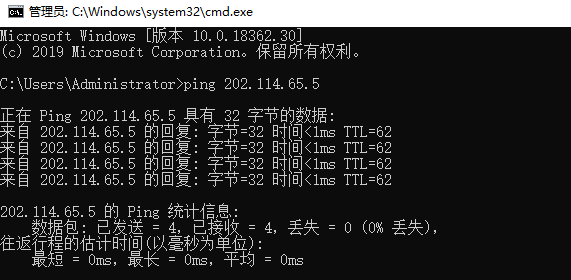 管理员: C:\Windows\system32\cmd.exe
Microsoft Windows [版本 10.0.18362.30]
(c) 2019 Microsoft Corporation。保留所有权利。
C:\Users\Administrator>ping 202.114.65.5
正在 Ping 202.114.65.5 具有 32 字节的数据:
来自 202.114.65.5 的回复: 字节=32 时间<1ms TTL=62
来自 202.114.65.5 的回复: 字节=32 时间<1ms TTL=62
来自 202.114.65.5 的回复: 字节=32 时间<1ms TTL=62
来自 202.114.65.5 的回复: 字节=32 时间<1ms TTL=62
202.114.65.5 的 Ping 统计信息:
数据包: 已发送 = 4，已接收 = 4，丢失 = 0 (0% 丢失)，
往返行程的估计时间(以毫秒为单位):
最短 = 0ms，最长 = 0ms，平均 = 0ms